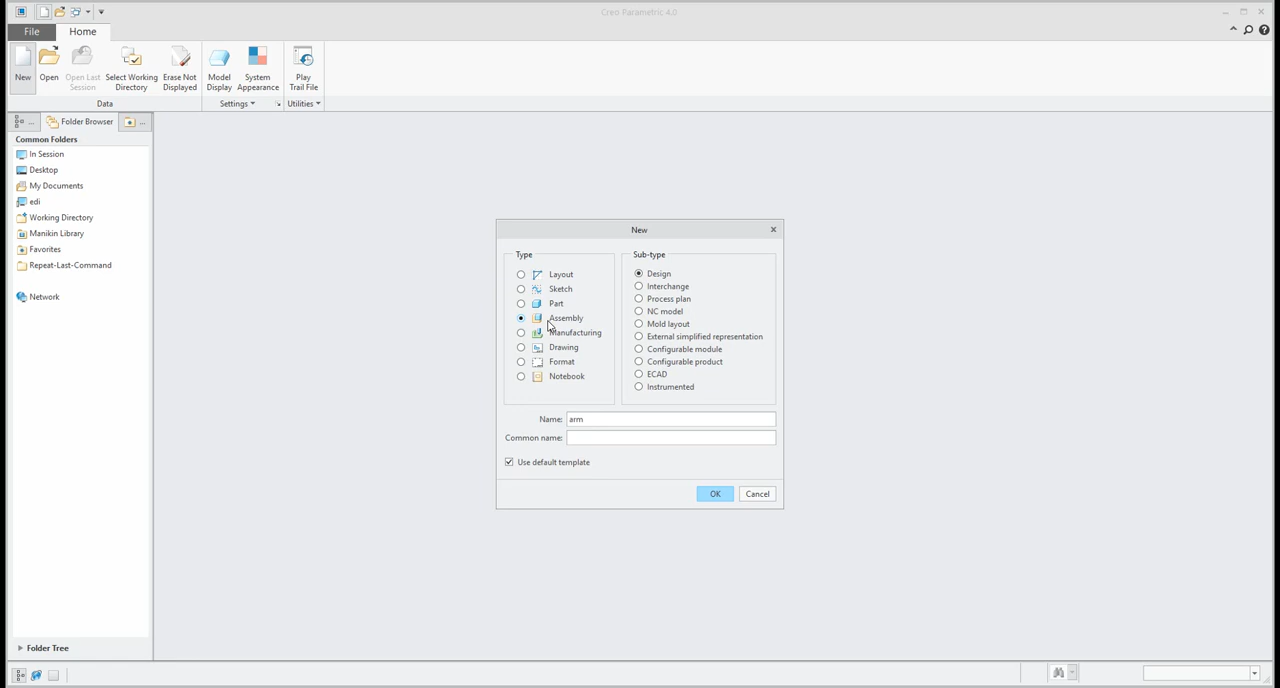 Creo Parametric 4.0
File
Home
New
Open
Open Last
Session
Select Working
Directory
Erase Not
Displayed
Model
Display
System
Appearance
Play
Trail File
Data
Settings
Utilities
...
Folder Browser
...
Common Folders
In Session
Desktop
My Documents
edi
Working Directory
Manikin Library
Favorites
Repeat-Last-Command
Network
Folder Tree
New
Type
Layout
Sketch
Part
Assembly
Manufacturing
Drawing
Format
Notebook
Sub-type
Design
Interchange
Process plan
NC model
Mold layout
External simplified representation
Configurable module
Configurable product
ECAD
Instrumented
Name: arm
Common name:
Use default template
OK
Cancel